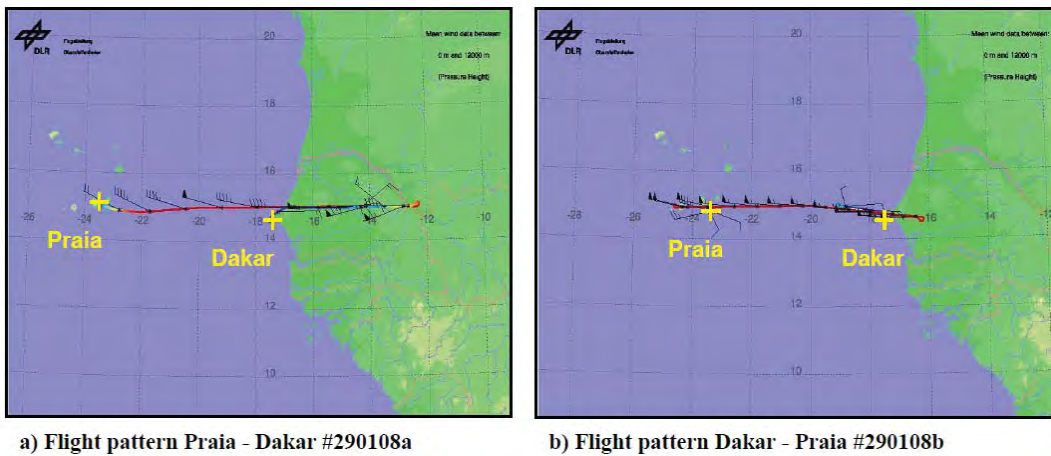 DLR
Mean wind data between:
0 m and 12000 m
(Pressure Height)
20
18
16
14
12
10
-26
-24
-22
-20
-18
-16
-14
-12
-10
Praia
Dakar
a) Flight pattern Praia - Dakar #290108a
DLR
Mean wind data between:
0 m and 12000 m
(Pressure Height)
20
18
16
14
12
10
-28
-26
-24
-22
-20
-18
-16
-14
-12
Praia
Dakar
b) Flight pattern Dakar - Praia #290108b